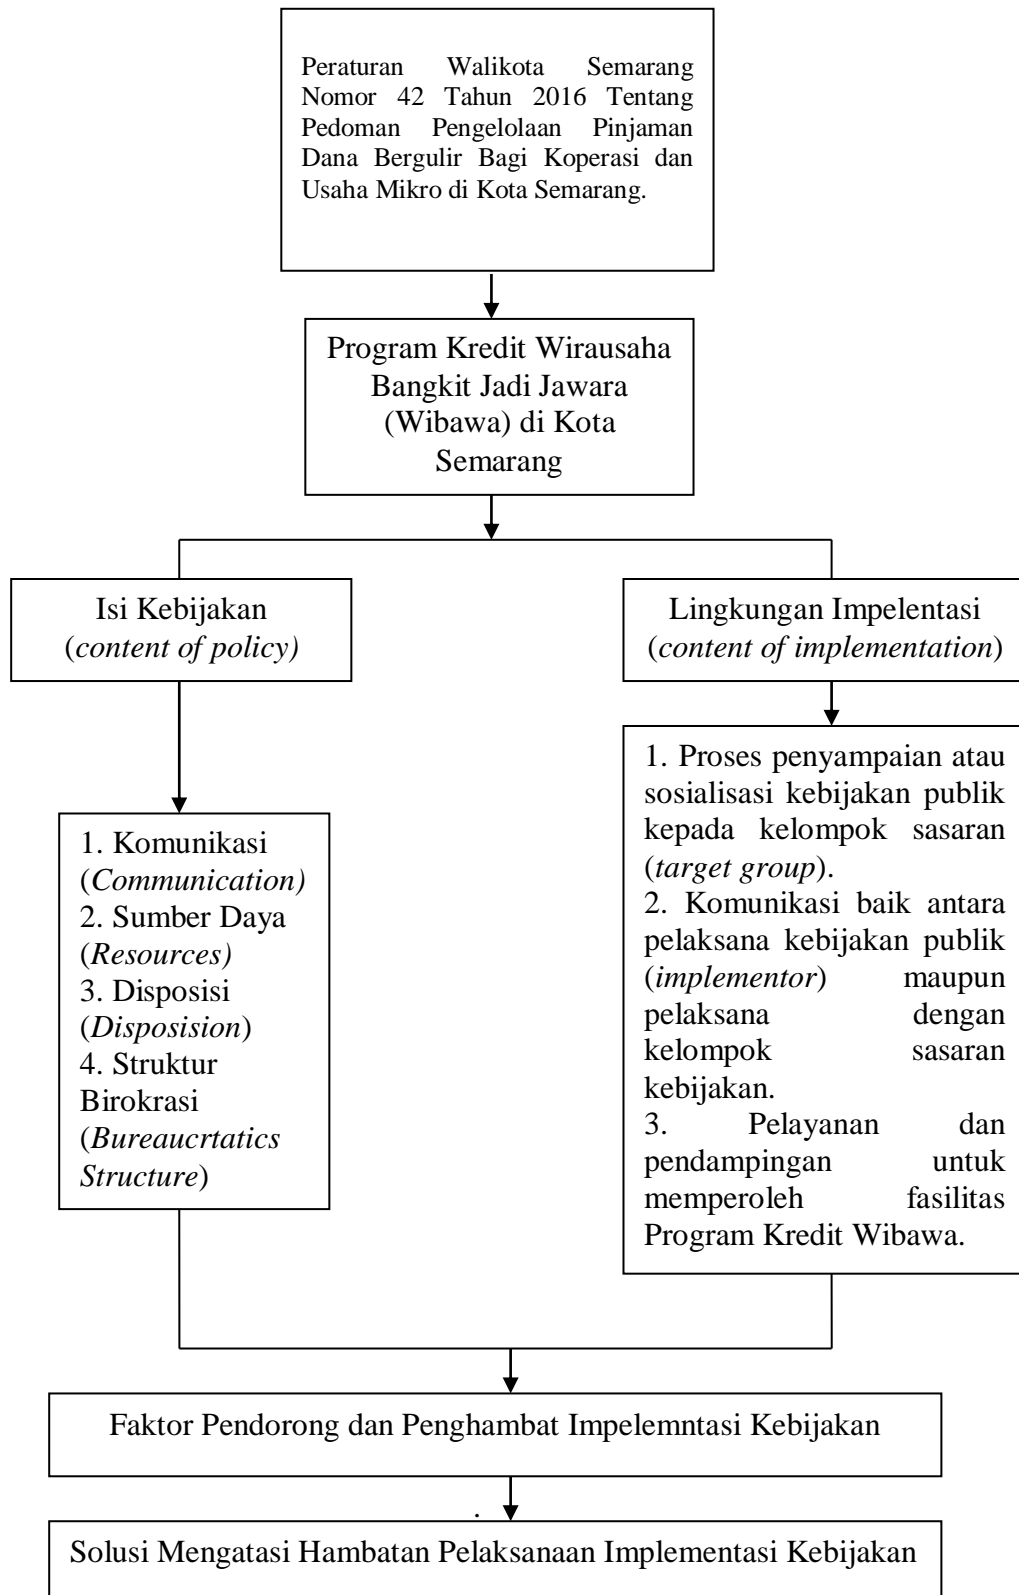 Peraturan Walikota Semarang
Nomor 42 Tahun 2016 Tentang
Pedoman Pengelolaan Pinjaman
Dana Bergulir Bagi Koperasi dan
Usaha Mikro di Kota Semarang.
Program Kredit Wirausaha
Bangkit Jadi Jawara
(Wibawa) di Kota
Semarang
Isi Kebijakan
(content of policy)
Lingkungan Impelentasi
(content of implementation)
1. Komunikasi
(Communication)
2. Sumber Daya
(Resources)
3. Disposisi
(Disposision)
4. Struktur
Birokrasi
(Bureaucrtatics
Structure)
1. Proses penyampaian atau
sosialisasi kebijakan publik
kepada kelompok sasaran
(target group).
2. Komunikasi baik antara
pelaksana kebijakan publik
(implementor) maupun
pelaksana dengan
kelompok sasaran
kebijakan.
3. Pelayanan dan
pendampingan untuk
memperoleh fasilitas
Program Kredit Wibawa.
Faktor Pendorong dan Penghambat Impelemntasi Kebijakan
.
Solusi Mengatasi Hambatan Pelaksanaan Implementasi Kebijakan